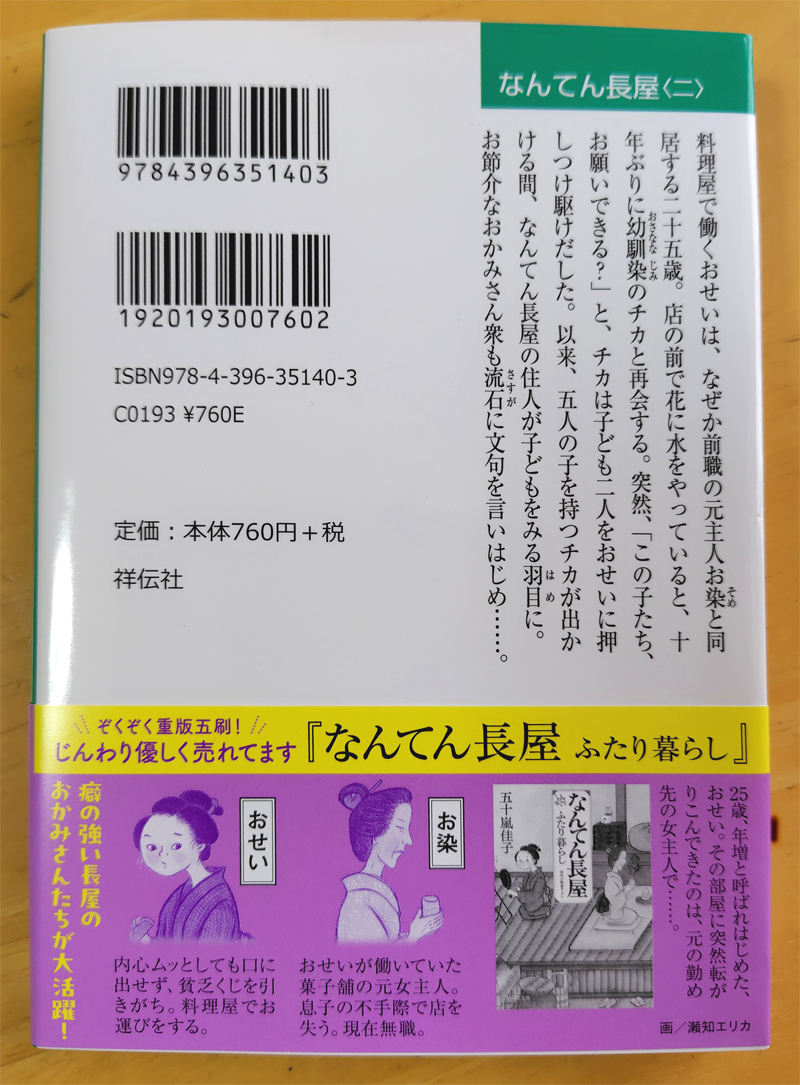 なんてん長屋〈二〉
料理屋で働くおせいは、なぜか前職の元主人お染と同
居する二十五歳。店の前で花に水をやっていると、十
年ぶりに幼馴染のチカと再会する。突然、「この子たち、
お願いできる?」と、チカは子ども二人をおせいに押
しつけ駆けだした。以来、五人の子を持つチカが出か
ける間、なんてん長屋の住人が子どもをみる羽目に。
お節介なおかみさん衆も流石に文句を言いはじめ……。
そめ
おさななじみ
はめ
さすが
9784396351403
1920193007602
ISBN978-4-396-35140-3
C0193 ¥760E
定価:本体760円+税
祥伝社
ぞくぞく重版五刷!
じんわり優しく売れてます
『なんてん長屋 ふたり暮らし』
25歳、年増と呼ばれはじめた、
おせい。その部屋に突然転が
りこんできたのは、元の勤め
先の女主人で……。
なんてん長屋
ふたり暮らし
五十嵐佳子
画/瀬知エリカ
お染
おせいが働いていた
菓子舗の元女主人。
息子の不手際で店を
失う。現在無職。
おせい
内心ムッとしても口に
出せず、貧乏くじを引
きがち。料理屋でお
運びをする。
癖の強い長屋の
おかみさんたちが大活躍!